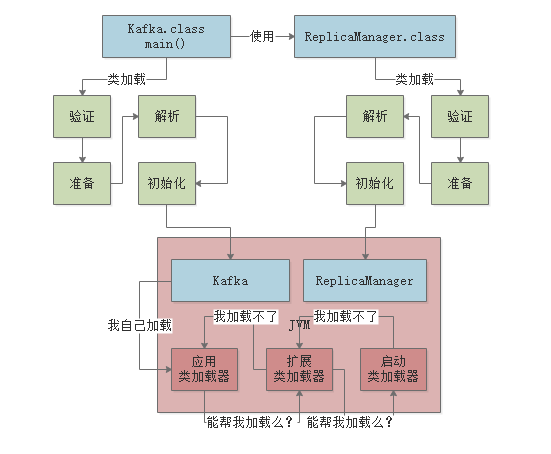 Kafka.class
main()
使用
ReplicaManager.class
类加载
类加载
验证
解析
解析
验证
准备
初始化
初始化
准备
Kafka
ReplicaManager
我加载不了
我加载不了
我自己加载
JVM
应用
类加载器
扩展
类加载器
启动
类加载器
能帮我加载么?
能帮我加载么?